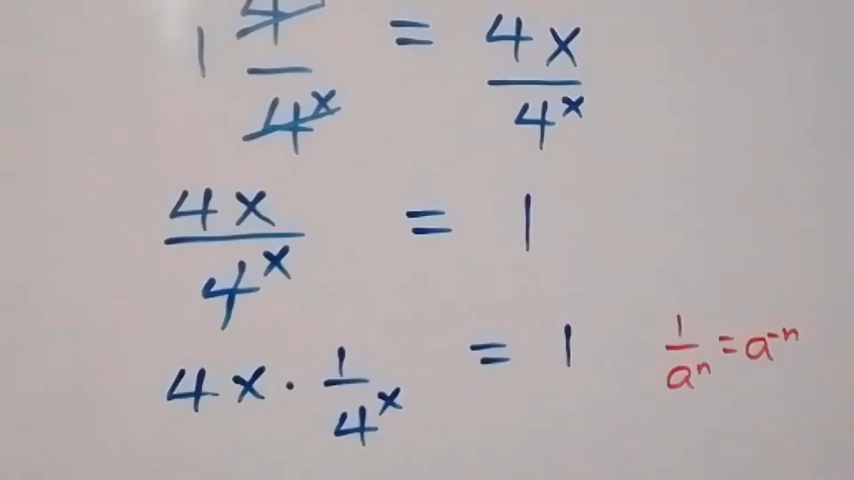 1 4/4^x = 4x/4^x
4x/4^x = 1
4x · 1/4^x = 1
1/a^n = a^-n